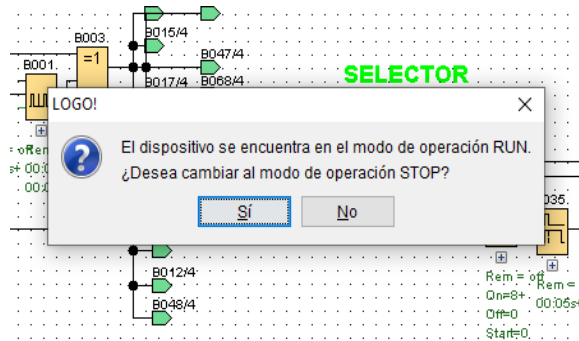 B015/4
B003
=1
B047/4
B001
B017/4 B068/4
SELECTOR
LOGO!
El dispositivo se encuentra en el modo de operación RUN.
¿Desea cambiar al modo de operación STOP?
Sí No
B012/4
B048/4
035
Rem = off
On=8+
Off=0
Start=0
Rem =
00:05s+